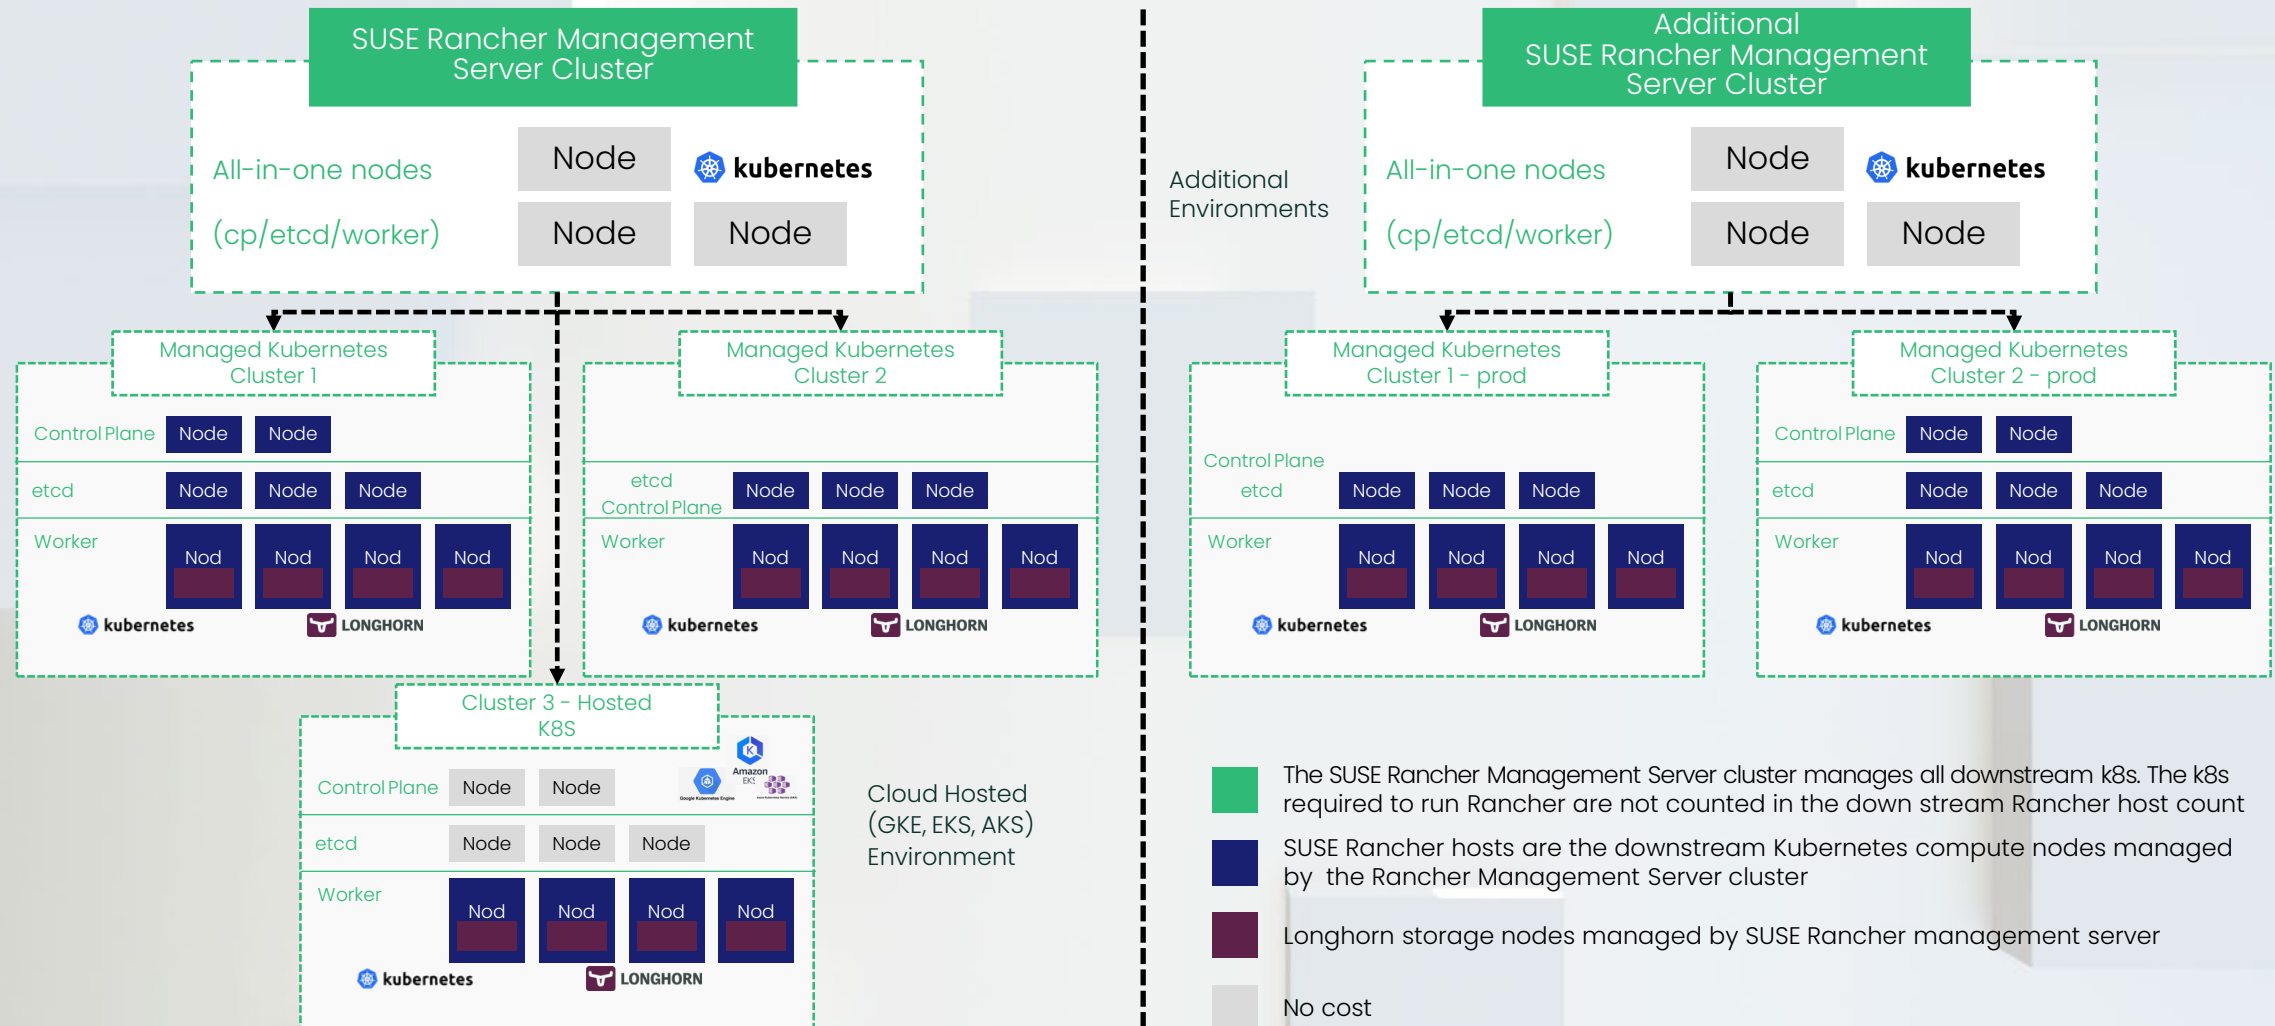 SUSE Rancher Management
Server Cluster
All-in-one nodes
(cp/etcd/worker)
Node
kubernetes
Node
Node
Managed Kubernetes
Cluster 1
Control Plane
Node
Node
etcd
Node
Node
Node
Worker
Nod
Nod
Nod
Nod
kubernetes
LONGHORN
Managed Kubernetes
Cluster 2
etcd
Control Plane
Node
Node
Node
Worker
Nod
Nod
Nod
Nod
kubernetes
LONGHORN
Cluster 3 - Hosted
K8S
Control Plane
Node
Node
Amazon
EKS
Google Kubernetes Engine
etcd
Node
Node
Node
Worker
Nod
Nod
Nod
Nod
kubernetes
LONGHORN
Cloud Hosted
(GKE, EKS, AKS)
Environment
Additional
Environments
Additional
SUSE Rancher Management
Server Cluster
All-in-one nodes
(cp/etcd/worker)
Node
kubernetes
Node
Node
Managed Kubernetes
Cluster 1 - prod
Control Plane
etcd
Node
Node
Node
Worker
Nod
Nod
Nod
Nod
kubernetes
LONGHORN
Managed Kubernetes
Cluster 2 - prod
Control Plane
Node
Node
etcd
Node
Node
Node
Worker
Nod
Nod
Nod
Nod
kubernetes
LONGHORN
The SUSE Rancher Management Server cluster manages all downstream k8s. The k8s
required to run Rancher are not counted in the down stream Rancher host count
SUSE Rancher hosts are the downstream Kubernetes compute nodes managed
by the Rancher Management Server cluster
Longhorn storage nodes managed by SUSE Rancher management server
No cost